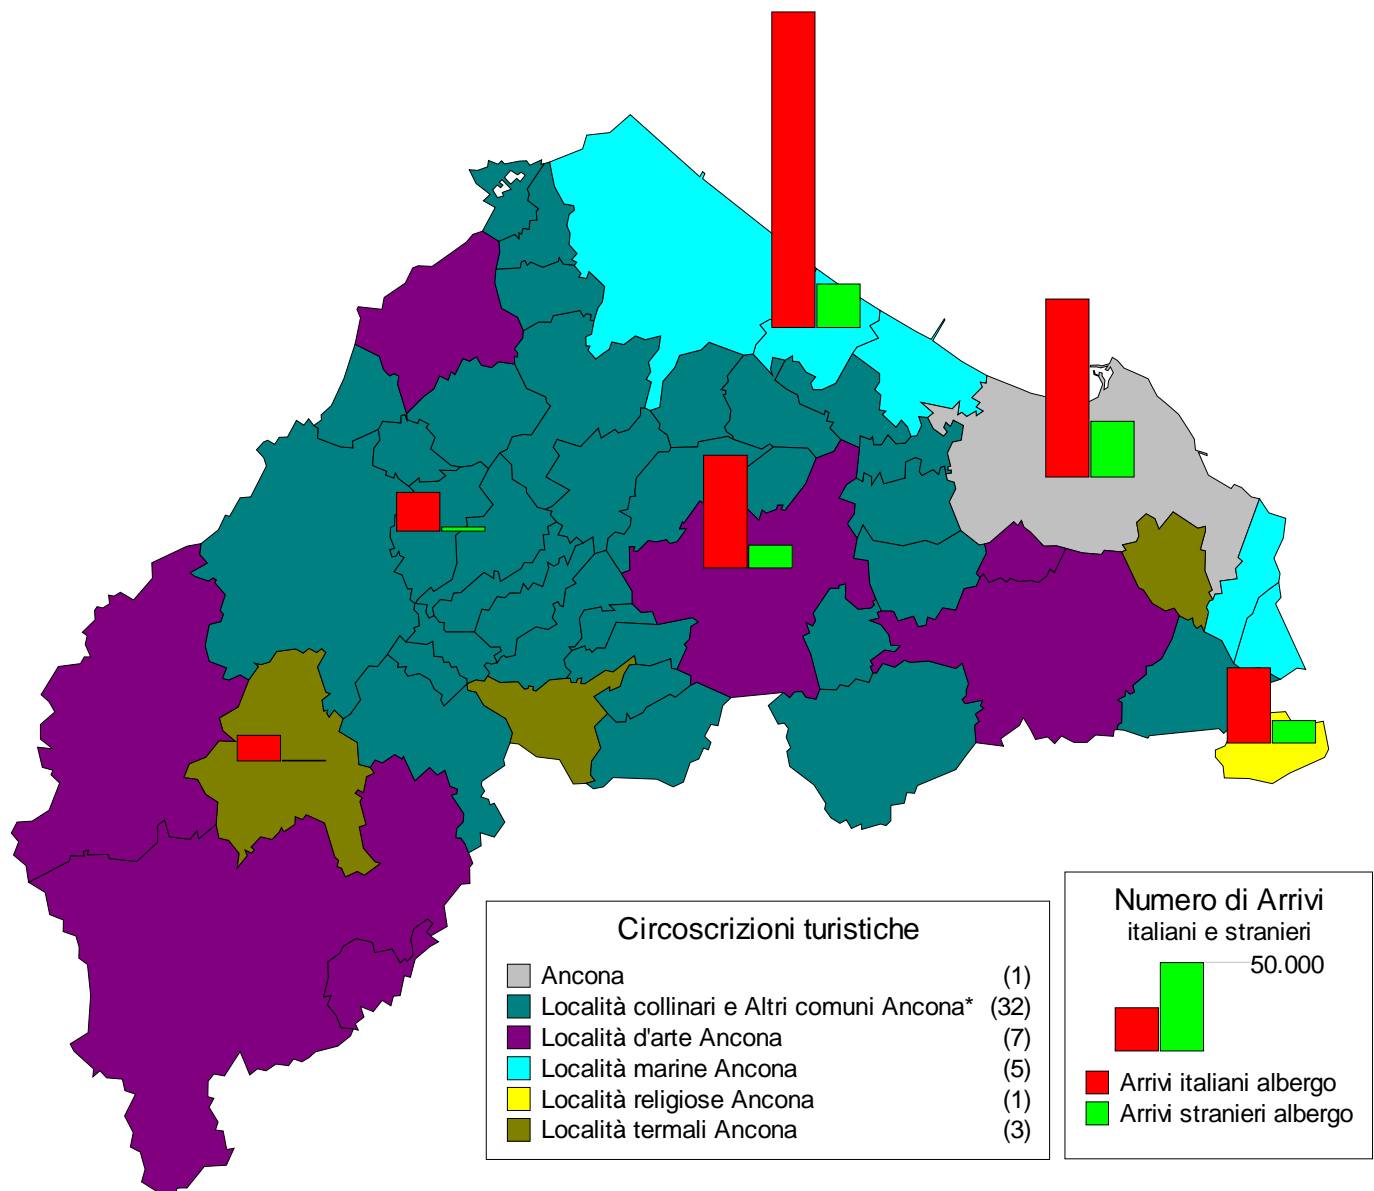 Circoscrizioni turistiche
Ancona (1)
Località collinari e Altri comuni Ancona* (32)
Località d'arte Ancona (7)
Località marine Ancona (5)
Località religiose Ancona (1)
Località termali Ancona (3)
Numero di Arrivi
italiani e stranieri
50.000
Arrivi italiani albergo
Arrivi stranieri albergo